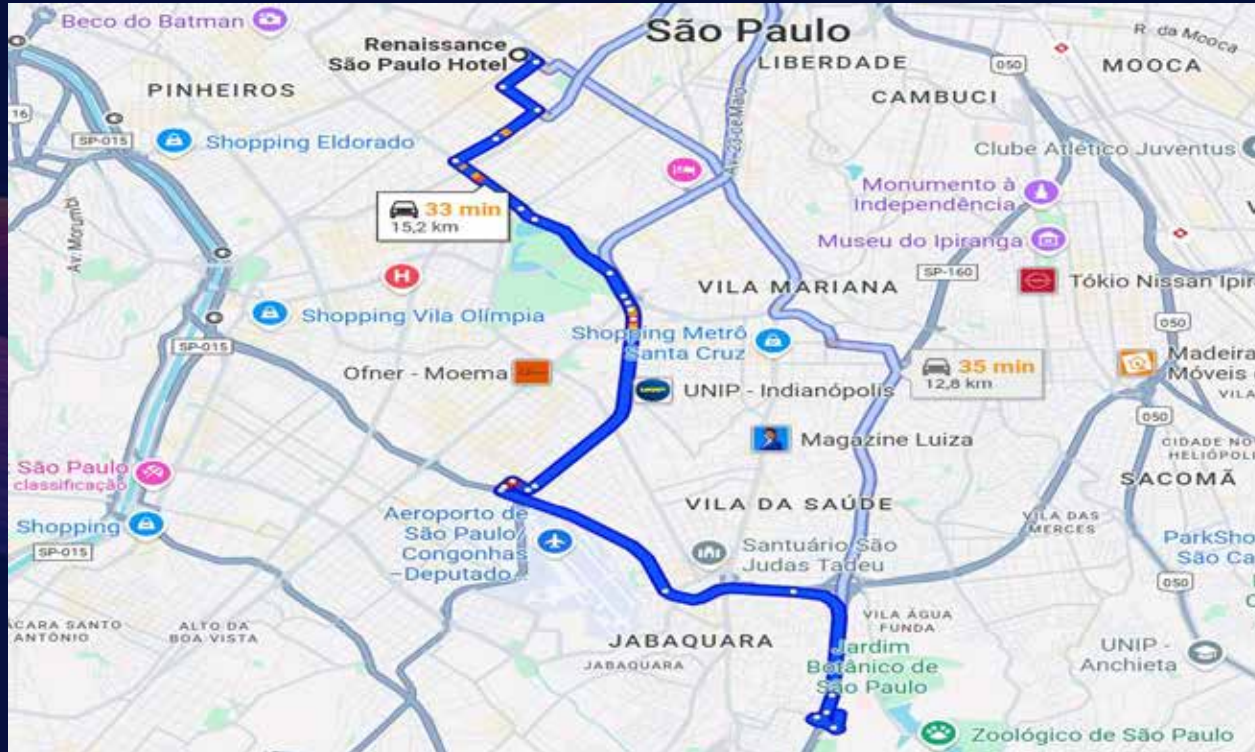 Beco do Batman
São Paulo
Renaissance
São Paulo Hotel
LIBERDADE
R. da Mooca
050
MOOCA
PINHEIROS
CAMBUCI
16
SP-015
Shopping Eldorado
Av. 23 de Maio
Clube Atlético Juventus
Av. Morumbi
33 min
15,2 km
Monumento à
Independência
Museu do Ipiranga
SP-160
Tókio Nissan Ipir
VILA MARIANA
Shopping Vila Olímpia
050
SP-015
Shopping Metrô
Santa Cruz
35 min
12,8 km
Madeira
Móveis
VILA
Ofner - Moema
UNIP - Indianópolis
050
Magazine Luiza
CIDADE NO
HELIÓPOLI
São Paulo
classificação
SACOMÃ
VILA DA SAÚDE
Shopping
Aeroporto de
São Paulo
Congonhas
-Deputado...
VILA DAS
MERCES
SP-015
Santuário São
Judas Tadeu
ParkSho
São Ca
050
ÁCARA SANTO
ANTÔNIO
ALTO DA
BOA VISTA
VILA ÁGUA
FUNDA
JABAQUARA
JABAQUARA
Jardim
Botânico de
São Paulo
UNIP -
Anchieta
Zoológico de São Paulo